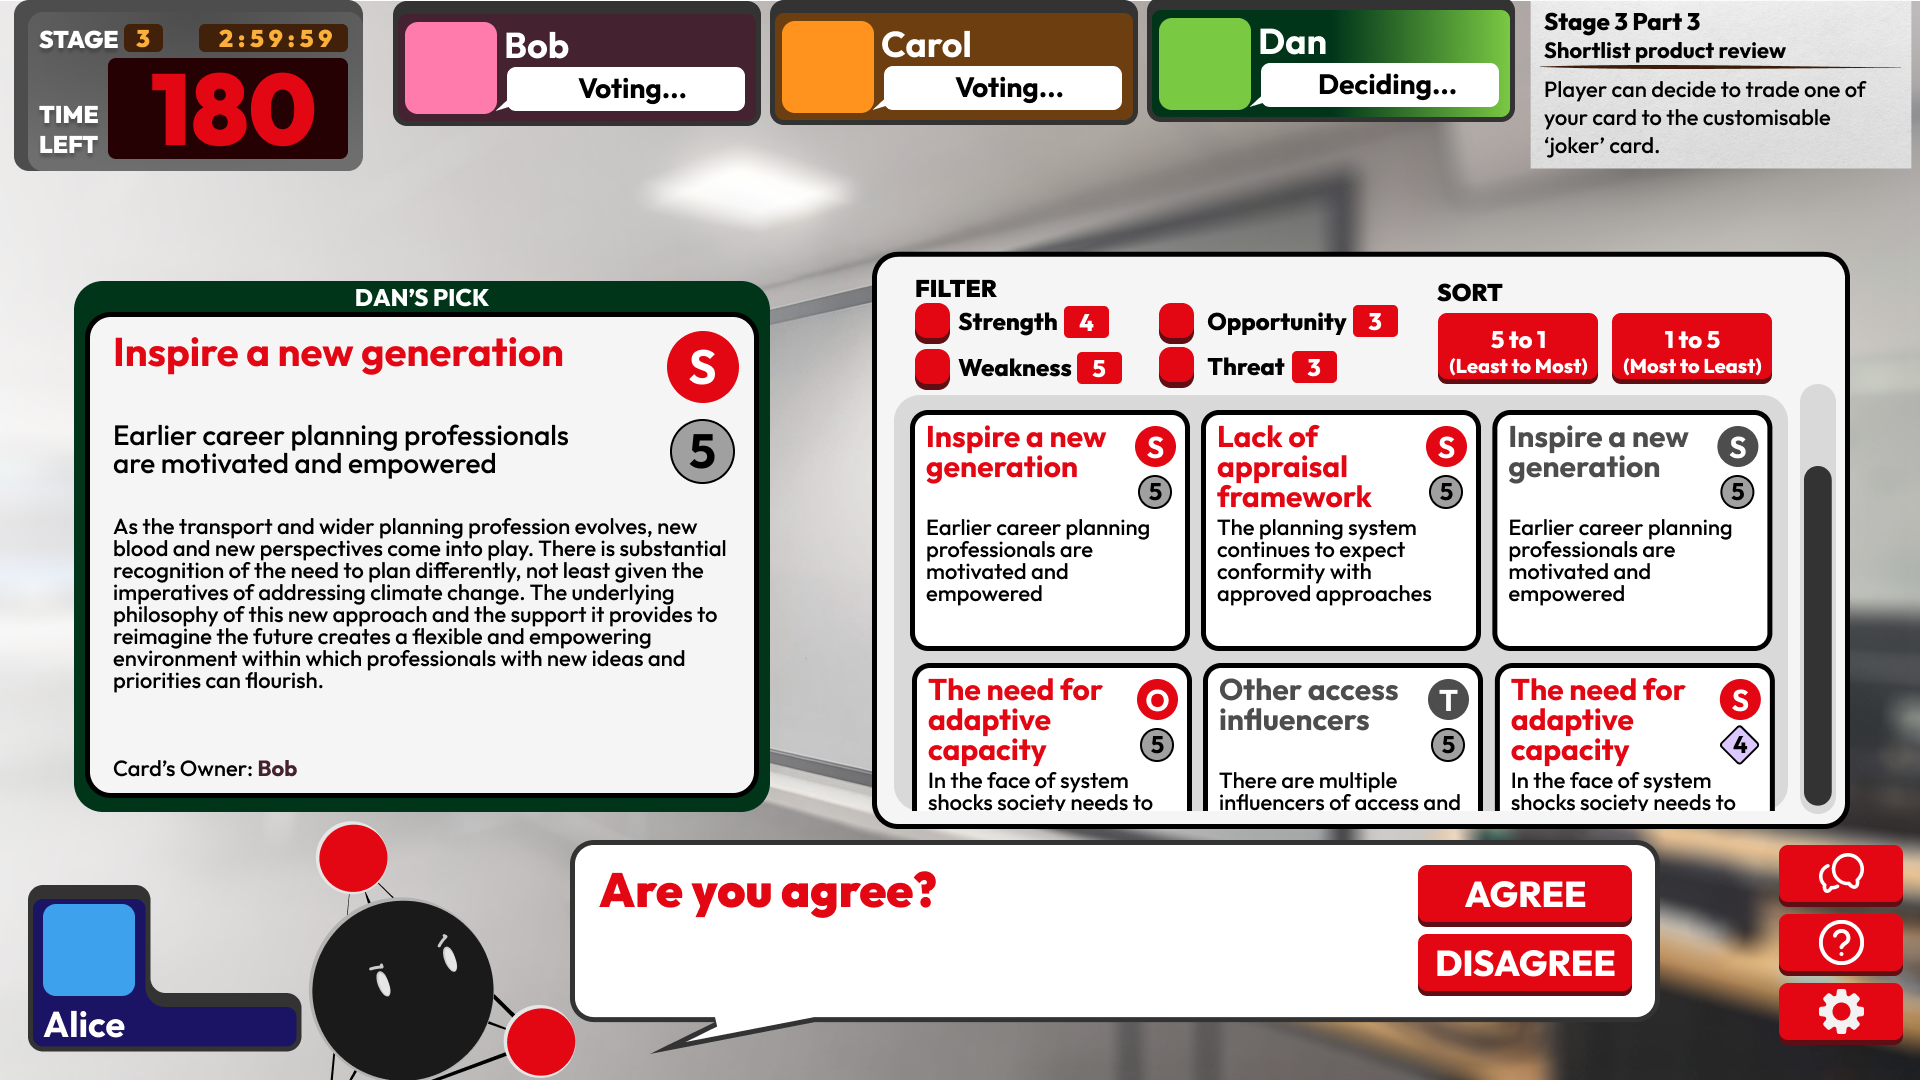 STAGE 3 2:59:59
TIME
LEFT
180
Bob
Voting...
Carol
Voting...
Dan
Deciding...
Stage 3 Part 3
Shortlist product review
Player can decide to trade one of
your card to the customisable
‘joker’ card.
DAN’S PICK
Inspire a new generation
S
Earlier career planning professionals
are motivated and empowered
5
As the transport and wider planning profession evolves, new
blood and new perspectives come into play. There is substantial
recognition of the need to plan differently, not least given the
imperatives of addressing climate change. The underlying
philosophy of this new approach and the support it provides to
reimagine the future creates a flexible and empowering
environment within which professionals with new ideas and
priorities can flourish.
Card’s Owner: Bob
FILTER
Strength 4
Opportunity 3
Weakness 5
Threat 3
SORT
5 to 1
(Least to Most)
1 to 5
(Most to Least)
Inspire a new
generation
S
5
Earlier career planning
professionals are
motivated and
empowered
Lack of
appraisal
framework
S
5
The planning system
continues to expect
conformity with
approved approaches
Inspire a new
generation
S
5
Earlier career planning
professionals are
motivated and
empowered
The need for
adaptive
capacity
O
5
In the face of system
shocks society needs to
Other access
influencers
T
5
There are multiple
influencers of access and
The need for
adaptive
capacity
S
4
In the face of system
shocks society needs to
Alice
Are you agree?
AGREE
DISAGREE
?